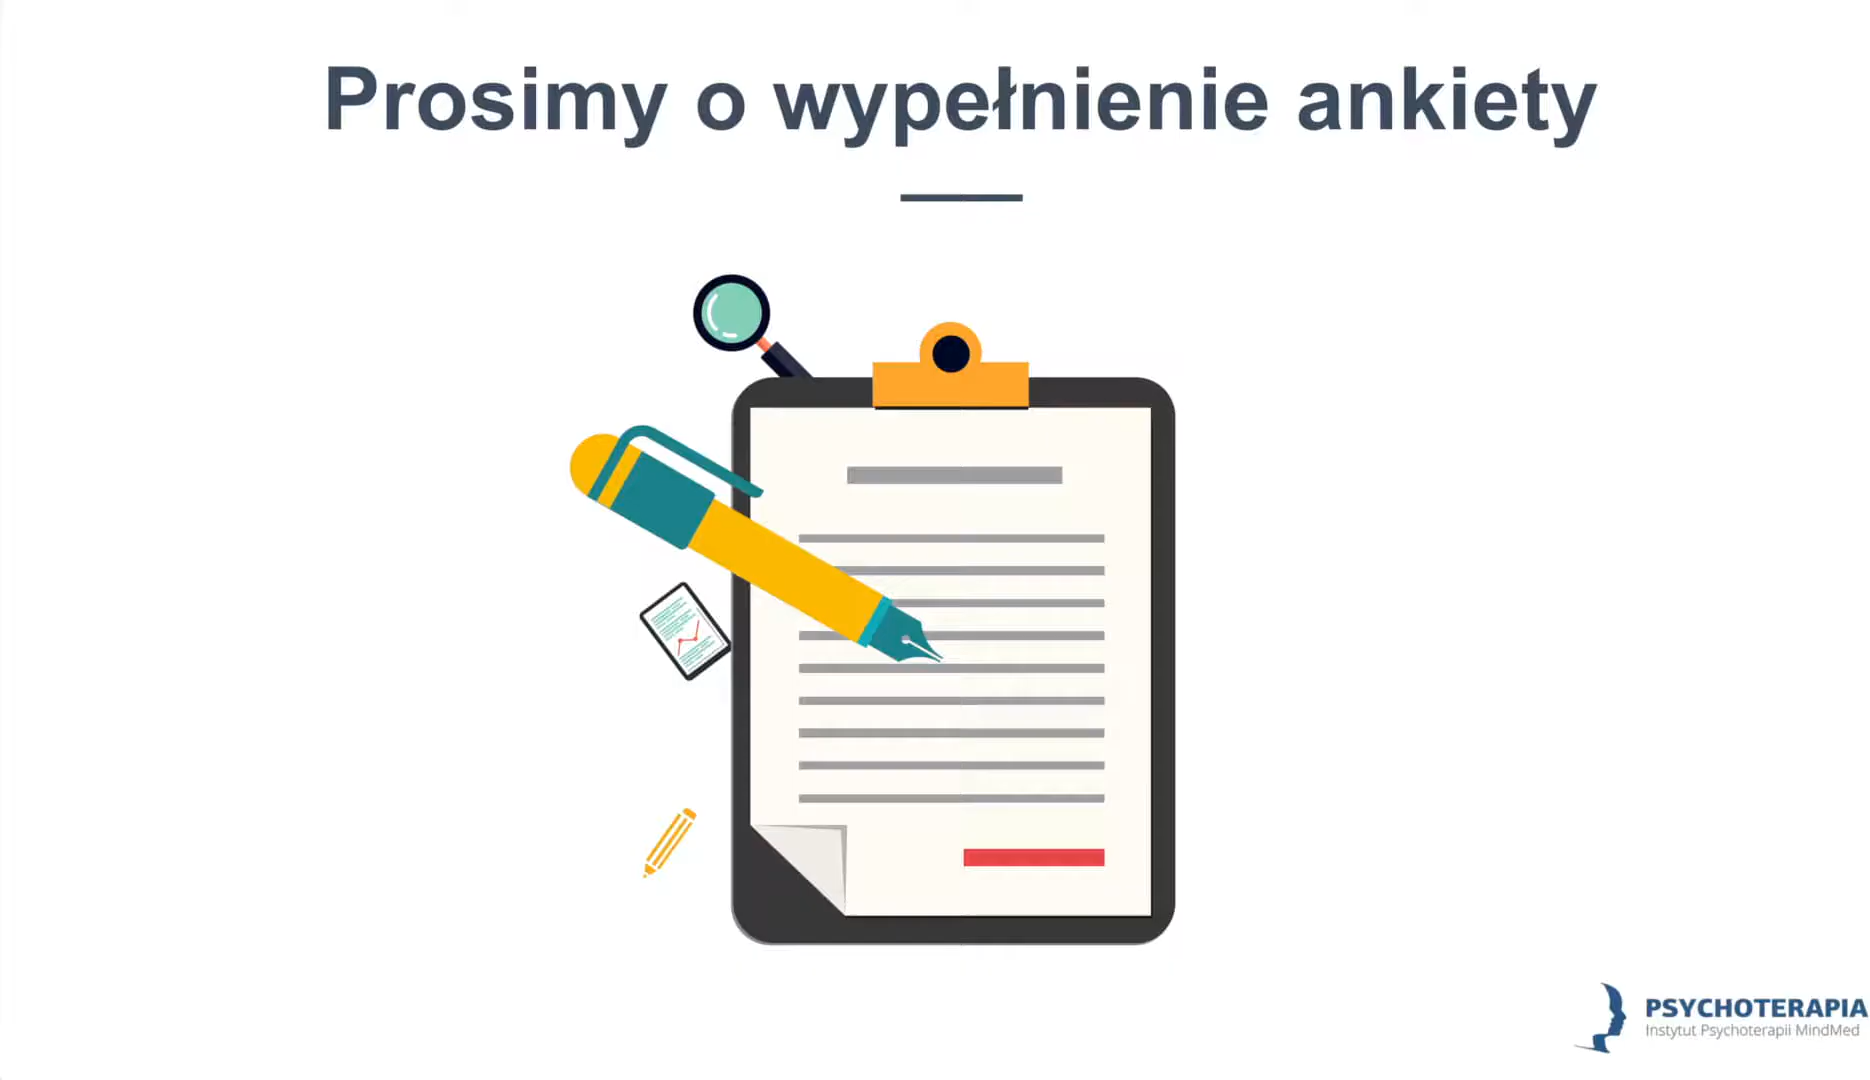 Prosimy o wypełnienie ankiety
PSYCHOTERAPIA
Instytut Psychoterapii MindMed